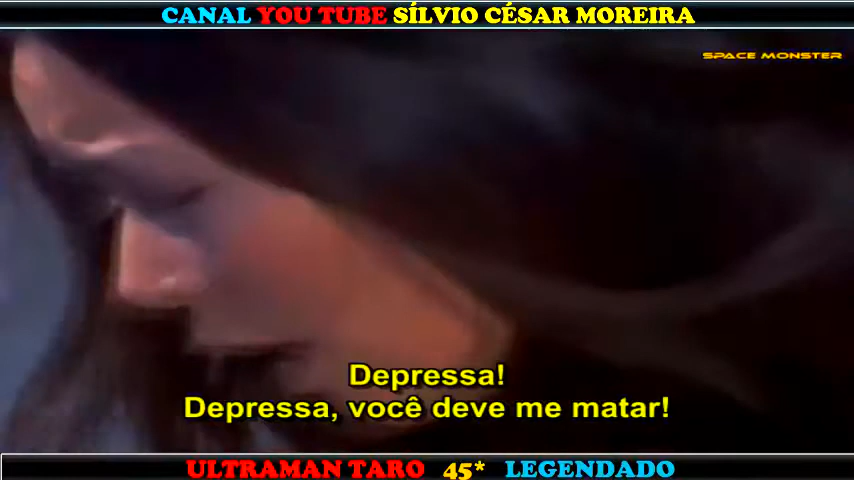 CANAL YOU TUBE SÍLVIO CÉSAR MOREIRA
SPACE MONSTER
Depressa!
Depressa, você deve me matar!
ULTRAMAN TARO 45* LEGENDADO